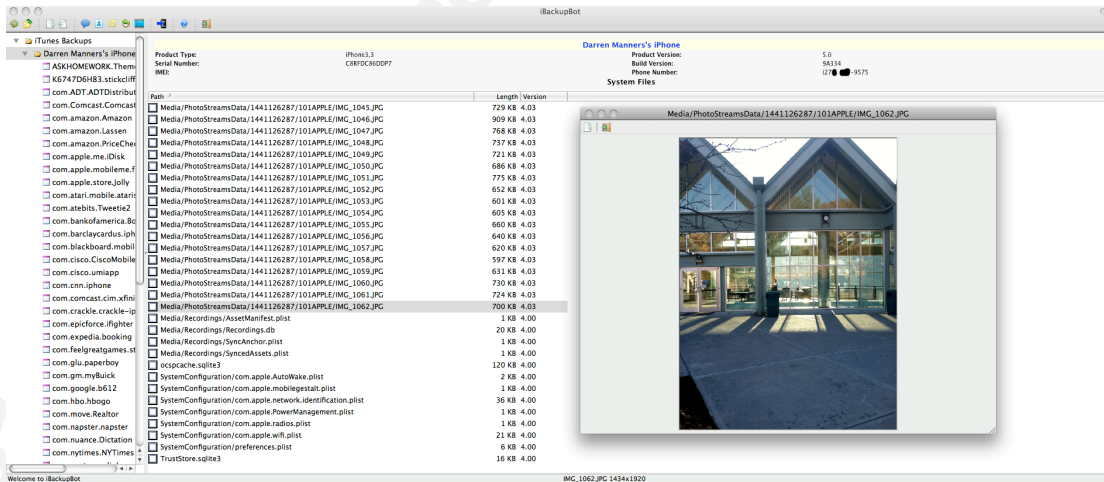 iBackupBot
iTunes Backups
Darren Manners's iPhone
ASKHOMEWORK.Them
K6747D6H83.stickcliff
com.ADT.ADTDistribut
com.Comcast.Comcast
com.amazon.Amazon
com.amazon.Lassen
com.amazon.PriceChe
com.apple.me.iDisk
com.apple.mobileme.f
com.apple.store.Jolly
com.atari.mobile.ataris
com.atebits.Tweetie2
com.bankofamerica.Bo
com.barclaycardus.iph
com.blackboard.mobil
com.cisco.CiscoMobile
com.cisco.umiapp
com.cnn.iphone
com.comcast.cim.xfini
com.crackle.crackle-ip
com.epicforce.ifighter
com.expedia.booking
com.feelgreatgames.st
com.glu.paperboy
com.gm.myBuick
com.google.b612
com.hbo.hbogo
com.move.Realtor
com.napster.napster
com.nuance.Dictation
com.nytimes.NYTimes
Darren Manners's iPhone
Product Type: iPhone3,3 Product Version: 5.0
Serial Number: C8RFDC86DDP7 Build Version: 9A334
IMEI: Phone Number: -9575
System Files
Path Length Version
Media/PhotoStreamsData/1441126287/101APPLE/IMG_1045.JPG 729 KB 4.03
Media/PhotoStreamsData/1441126287/101APPLE/IMG_1046.JPG 909 KB 4.03
Media/PhotoStreamsData/1441126287/101APPLE/IMG_1047.JPG 768 KB 4.03
Media/PhotoStreamsData/1441126287/101APPLE/IMG_1048.JPG 737 KB 4.03
Media/PhotoStreamsData/1441126287/101APPLE/IMG_1049.JPG 721 KB 4.03
Media/PhotoStreamsData/1441126287/101APPLE/IMG_1050.JPG 686 KB 4.03
Media/PhotoStreamsData/1441126287/101APPLE/IMG_1051.JPG 775 KB 4.03
Media/PhotoStreamsData/1441126287/101APPLE/IMG_1052.JPG 652 KB 4.03
Media/PhotoStreamsData/1441126287/101APPLE/IMG_1053.JPG 601 KB 4.03
Media/PhotoStreamsData/1441126287/101APPLE/IMG_1054.JPG 605 KB 4.03
Media/PhotoStreamsData/1441126287/101APPLE/IMG_1055.JPG 660 KB 4.03
Media/PhotoStreamsData/1441126287/101APPLE/IMG_1056.JPG 640 KB 4.03
Media/PhotoStreamsData/1441126287/101APPLE/IMG_1057.JPG 620 KB 4.03
Media/PhotoStreamsData/1441126287/101APPLE/IMG_1058.JPG 597 KB 4.03
Media/PhotoStreamsData/1441126287/101APPLE/IMG_1059.JPG 631 KB 4.03
Media/PhotoStreamsData/1441126287/101APPLE/IMG_1060.JPG 730 KB 4.03
Media/PhotoStreamsData/1441126287/101APPLE/IMG_1061.JPG 724 KB 4.03
Media/PhotoStreamsData/1441126287/101APPLE/IMG_1062.JPG 700 KB 4.03
Media/Recordings/AssetManifest.plist 1 KB 4.00
Media/Recordings/Recordings.db 20 KB 4.00
Media/Recordings/SyncAnchor.plist 1 KB 4.00
Media/Recordings/SyncedAssets.plist 1 KB 4.00
ocspcache.sqlite3 120 KB 4.00
SystemConfiguration/com.apple.AutoWake.plist 2 KB 4.00
SystemConfiguration/com.apple.mobilegestalt.plist 1 KB 4.00
SystemConfiguration/com.apple.network.identification.plist 36 KB 4.00
SystemConfiguration/com.apple.PowerManagement.plist 1 KB 4.00
SystemConfiguration/com.apple.radios.plist 1 KB 4.00
SystemConfiguration/com.apple.wifi.plist 21 KB 4.00
SystemConfiguration/preferences.plist 6 KB 4.00
TrustStore.sqlite3 16 KB 4.00
Media/PhotoStreamsData/1441126287/101APPLE/IMG_1062.JPG
Welcome to iBackupBot
IMG_1062.JPG 1434x1920